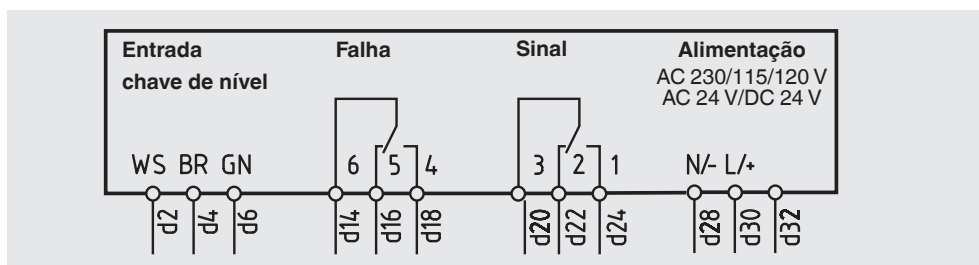 Entrada
chave de nível
Falha
Sinal
Alimentação
AC 230/115/120 V
AC 24 V/DC 24 V
WS BR GN
6 5 4
3 2 1
N/- L/+
d2 d4 d6
d14 d16 d18
d20 d22 d24
d28 d30 d32